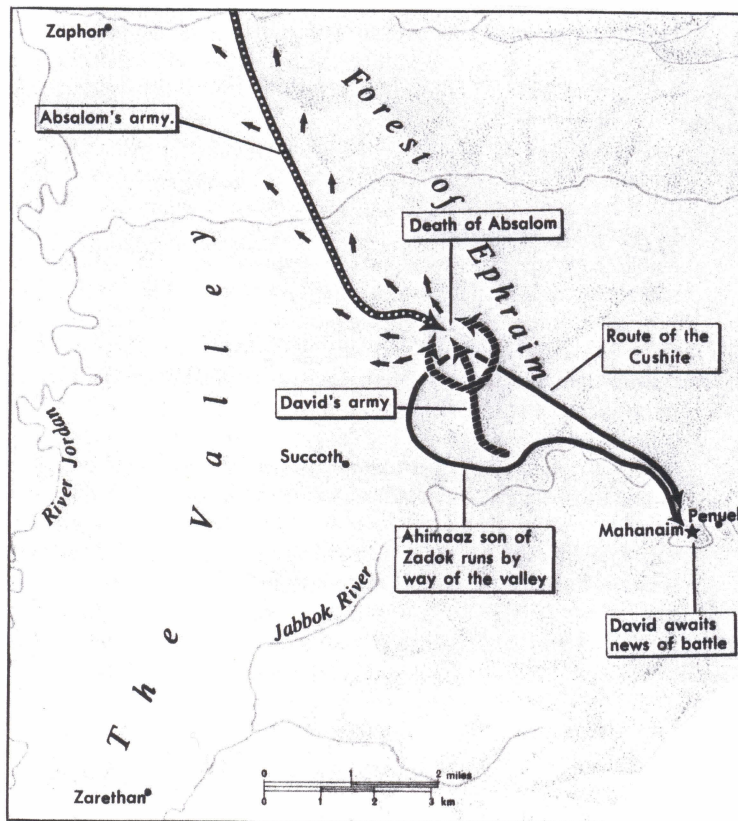 Zaphon
Absalom's army.
Forest of Ephraim
Death of Absalom
Route of the
Cushite
David's army
Succoth
The Valley
River Jordan
Penuel
Mahanaim
Ahimaaz son of
Zadok runs by
way of the valley
Jabbok River
David awaits
news of battle
Zarethan
0 1 2 miles
0 1 2 3 km